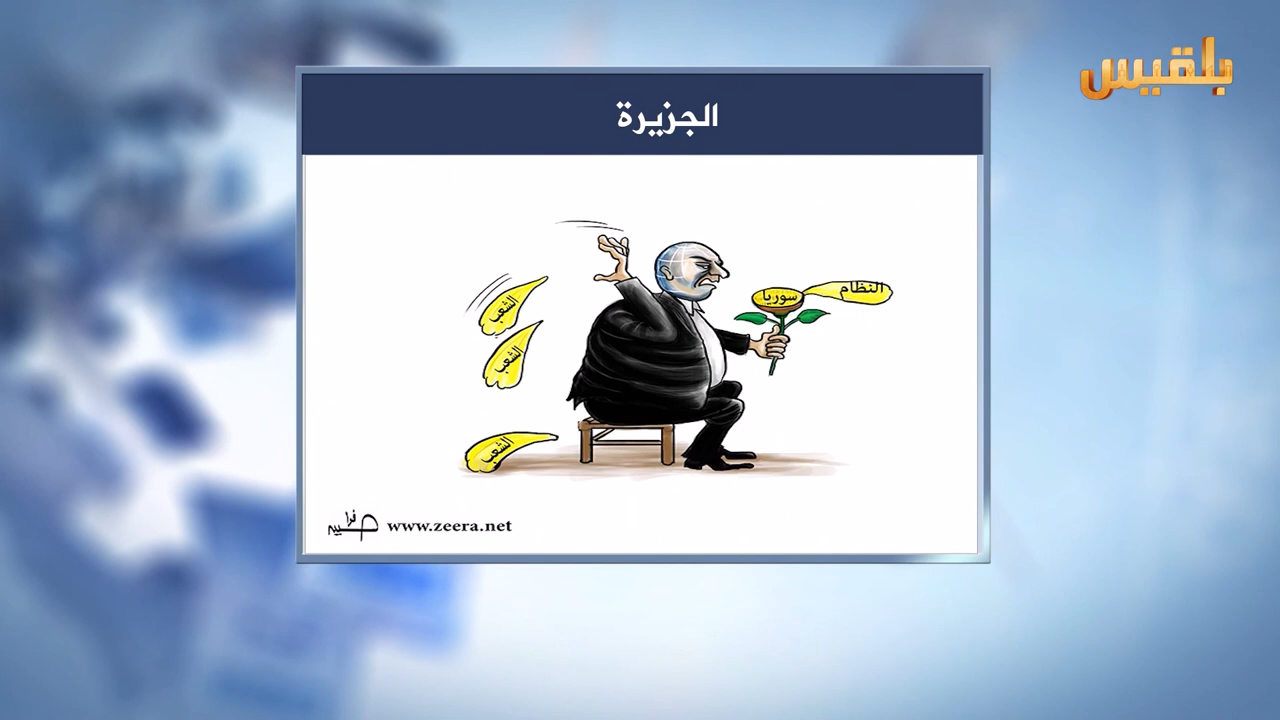 بلقيس
الجزيرة
النظام
سوريا
الشعب
الشعب
الشعب
www.zeera.net